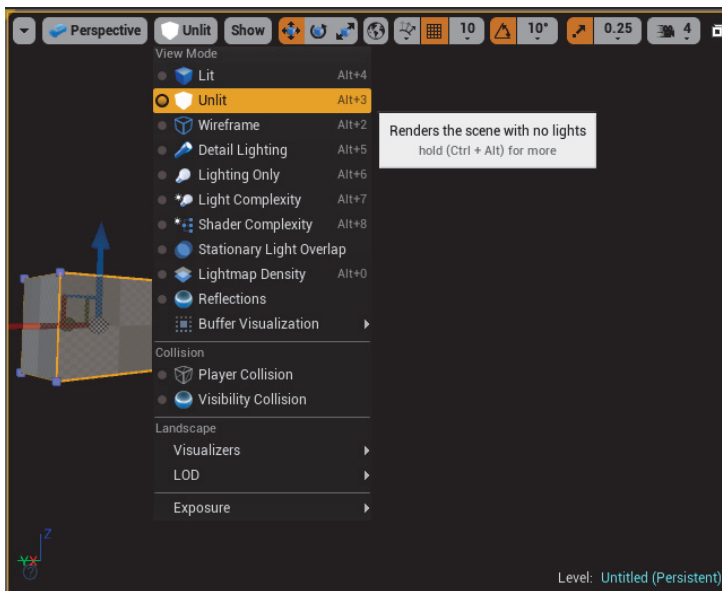 Perspective Unlit Show 10 10° 0.25 4
View Mode
Lit Alt+4
Unlit Alt+3
Wireframe Alt+2
Renders the scene with no lights
hold (Ctrl + Alt) for more
Detail Lighting Alt+5
Lighting Only Alt+6
Light Complexity Alt+7
Shader Complexity Alt+8
Stationary Light Overlap
Lightmap Density Alt+0
Reflections
Buffer Visualization
Collision
Player Collision
Visibility Collision
Landscape
Visualizers
LOD
Exposure
Z
Level: Untitled (Persistent)